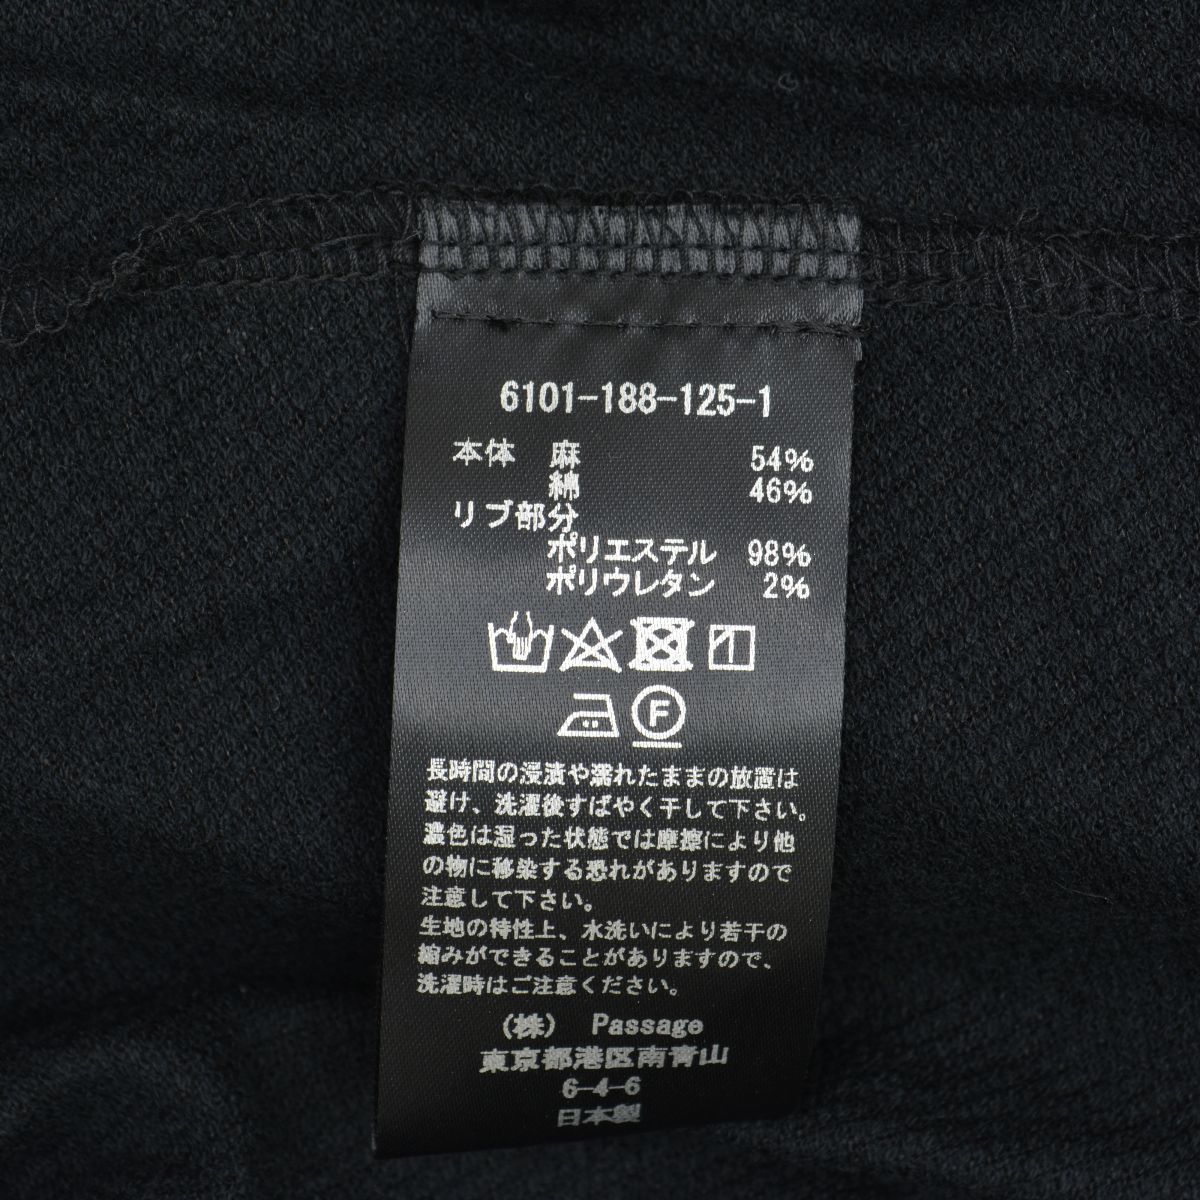 6101-188-125-1
本体 麻 54%
綿 46%
リブ部分
ポリエステル 98%
ポリウレタン 2%
F
長時間の浸漬や濡れたままの放置は
避け、洗濯後すばやく干して下さい。
濃色は湿った状態では摩擦により他
の物に移染する恐れがありますので
注意して下さい。
生地の特性上、水洗いにより若干の
縮みができることがありますので、
洗濯時はご注意ください。
(株) Passage
東京都港区南青山
6-4-6
日本製